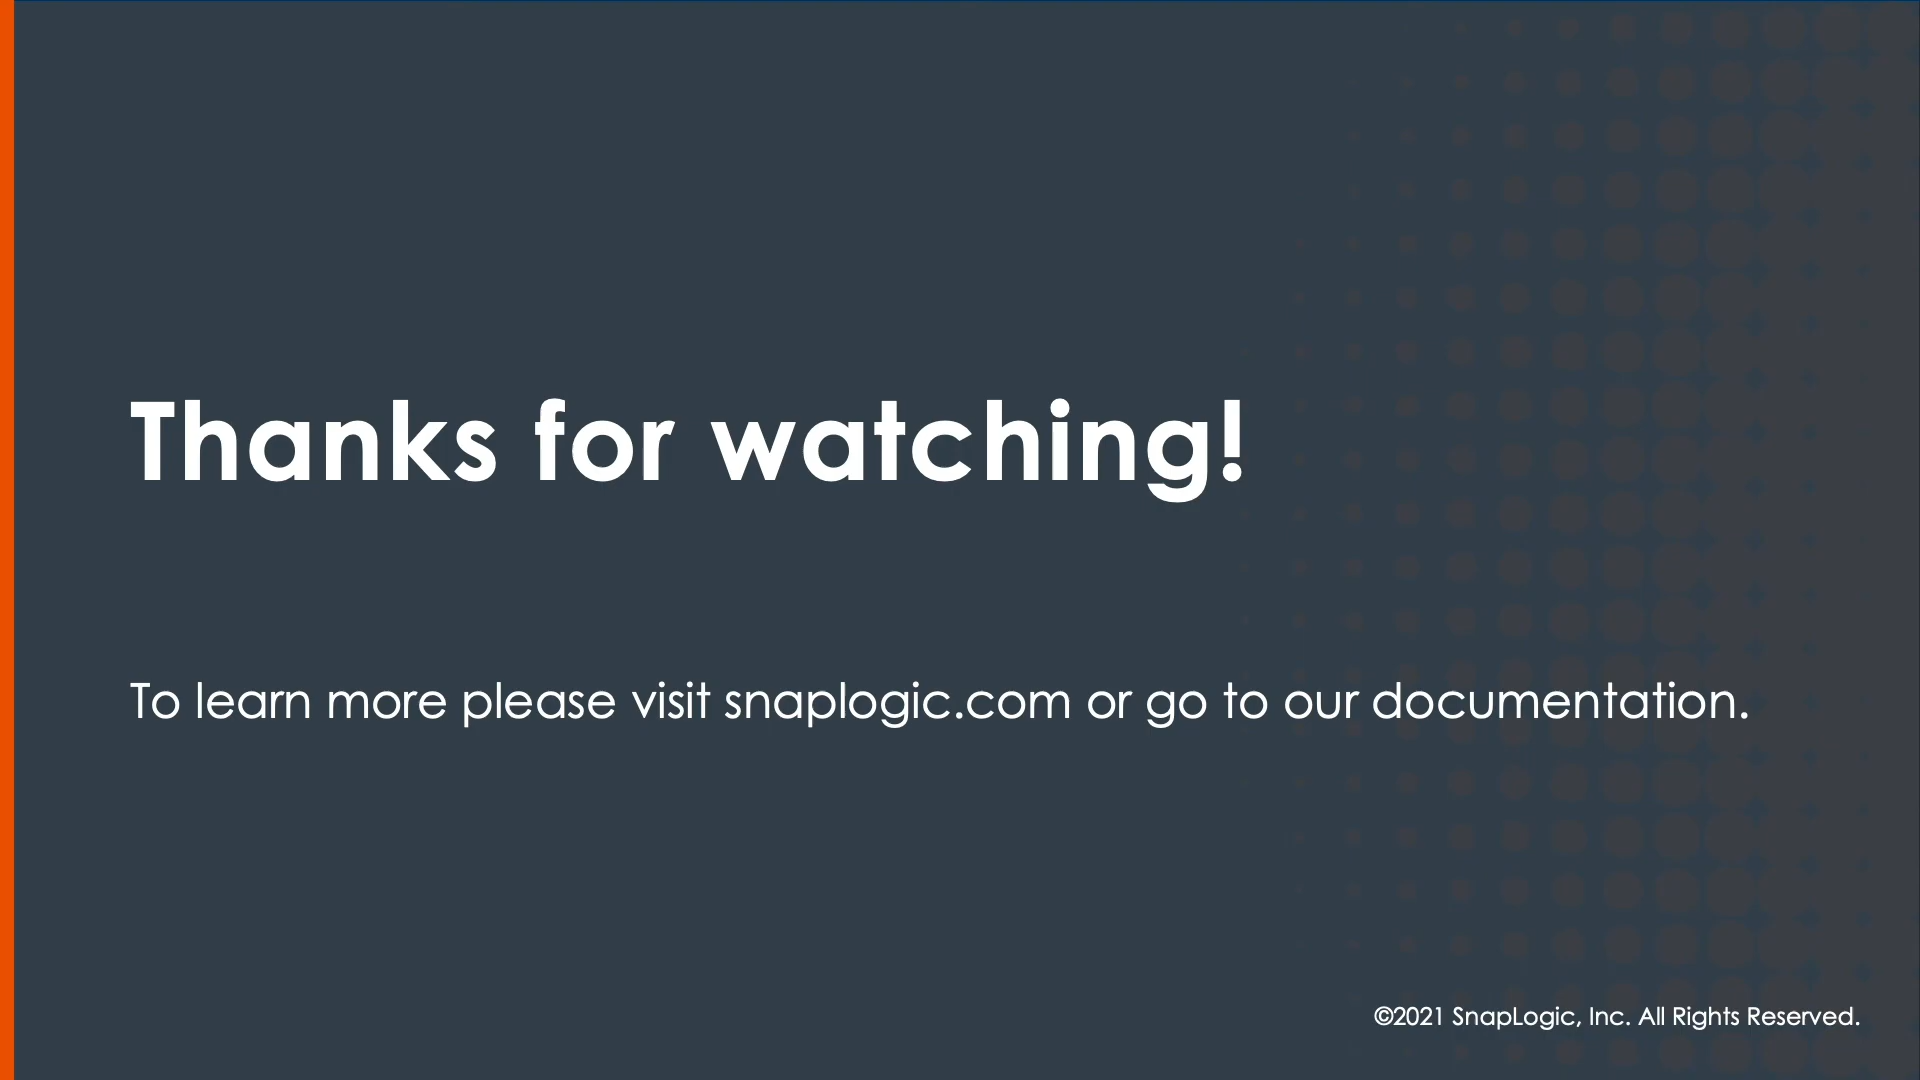 Thanks for watching!
To learn more please visit snaplogic.com or go to our documentation.
©2021 SnapLogic, Inc. All Rights Reserved.